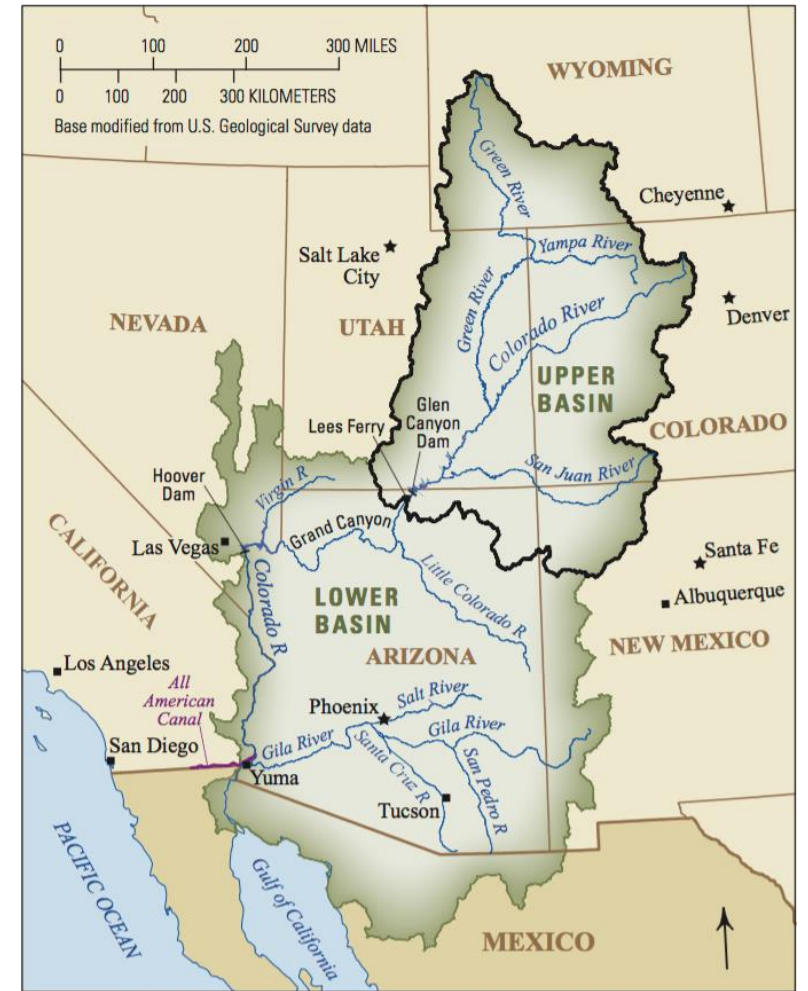 0 100 200 300 MILES
0 100 200 300 KILOMETERS
Base modified from U.S. Geological Survey data
WYOMING
Green River
Cheyenne
Yampa River
Salt Lake
City
Green River
Colorado River
Denver
NEVADA
UTAH
UPPER
BASIN
Glen
Canyon
Dam
Lees Ferry
COLORADO
San Juan River
Hoover
Dam
Virgin R
Grand Canyon
Las Vegas
Santa Fe
Albuquerque
CALIFORNIA
Colorado R
Little Colorado R
LOWER
BASIN
NEW MEXICO
ARIZONA
Los Angeles
All
American
Canal
Phoenix
Salt River
Gila River
San Diego
Gila River
Santa Cruz R
San Pedro R
Yuma
Tucson
PACIFIC OCEAN
Gulf of California
MEXICO